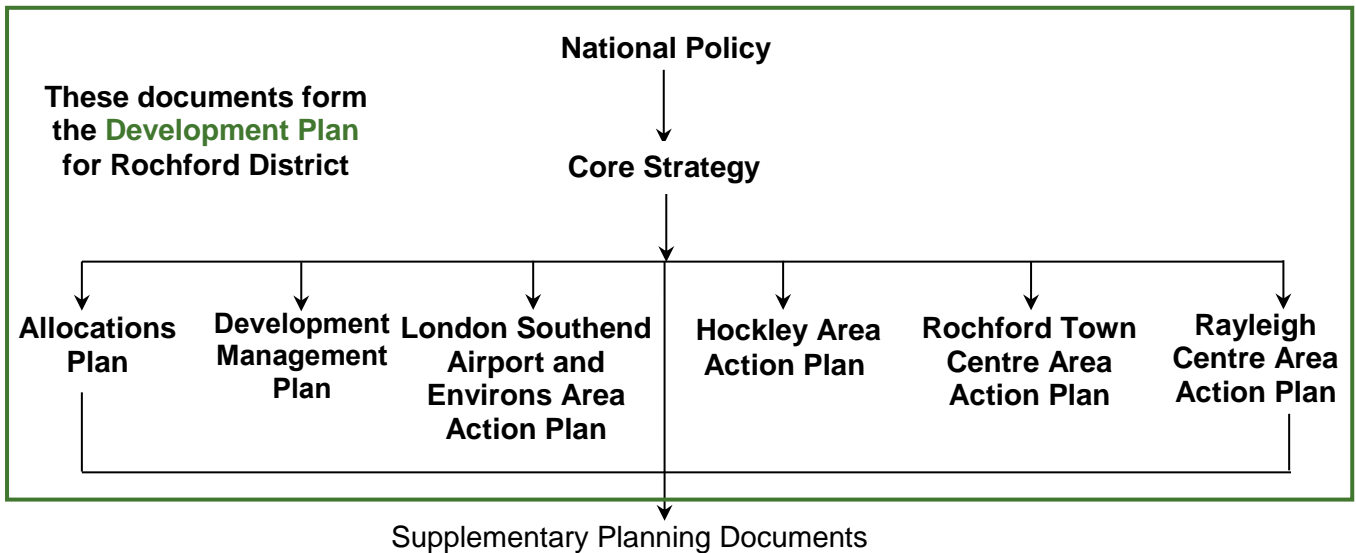 National Policy
These documents form
the Development Plan
for Rochford District
Core Strategy
Allocations
Plan
Development
Management
Plan
London Southend
Airport and
Environs Area
Action Plan
Hockley Area
Action Plan
Rochford Town
Centre Area
Action Plan
Rayleigh
Centre Area
Action Plan
Supplementary Planning Documents